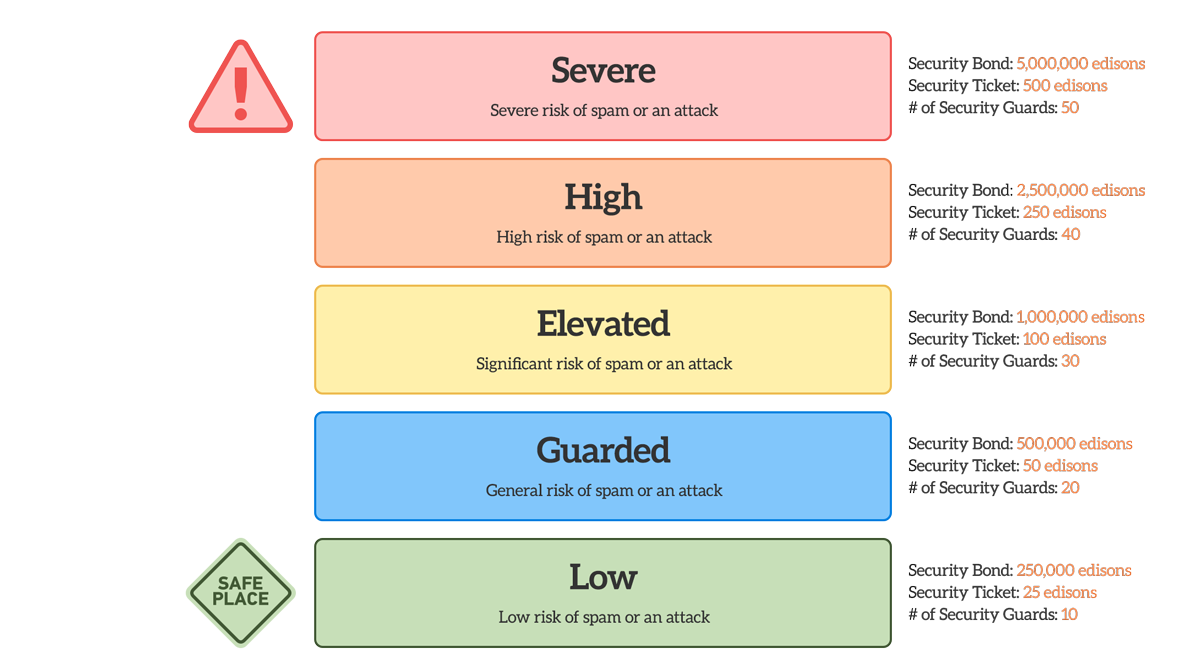 Severe
Severe risk of spam or an attack
Security Bond: 5,000,000 edisons
Security Ticket: 500 edisons
# of Security Guards: 50
High
High risk of spam or an attack
Security Bond: 2,500,000 edisons
Security Ticket: 250 edisons
# of Security Guards: 40
Elevated
Significant risk of spam or an attack
Security Bond: 1,000,000 edisons
Security Ticket: 100 edisons
# of Security Guards: 30
Guarded
General risk of spam or an attack
Security Bond: 500,000 edisons
Security Ticket: 50 edisons
# of Security Guards: 20
SAFE
PLACE
Low
Low risk of spam or an attack
Security Bond: 250,000 edisons
Security Ticket: 25 edisons
# of Security Guards: 10